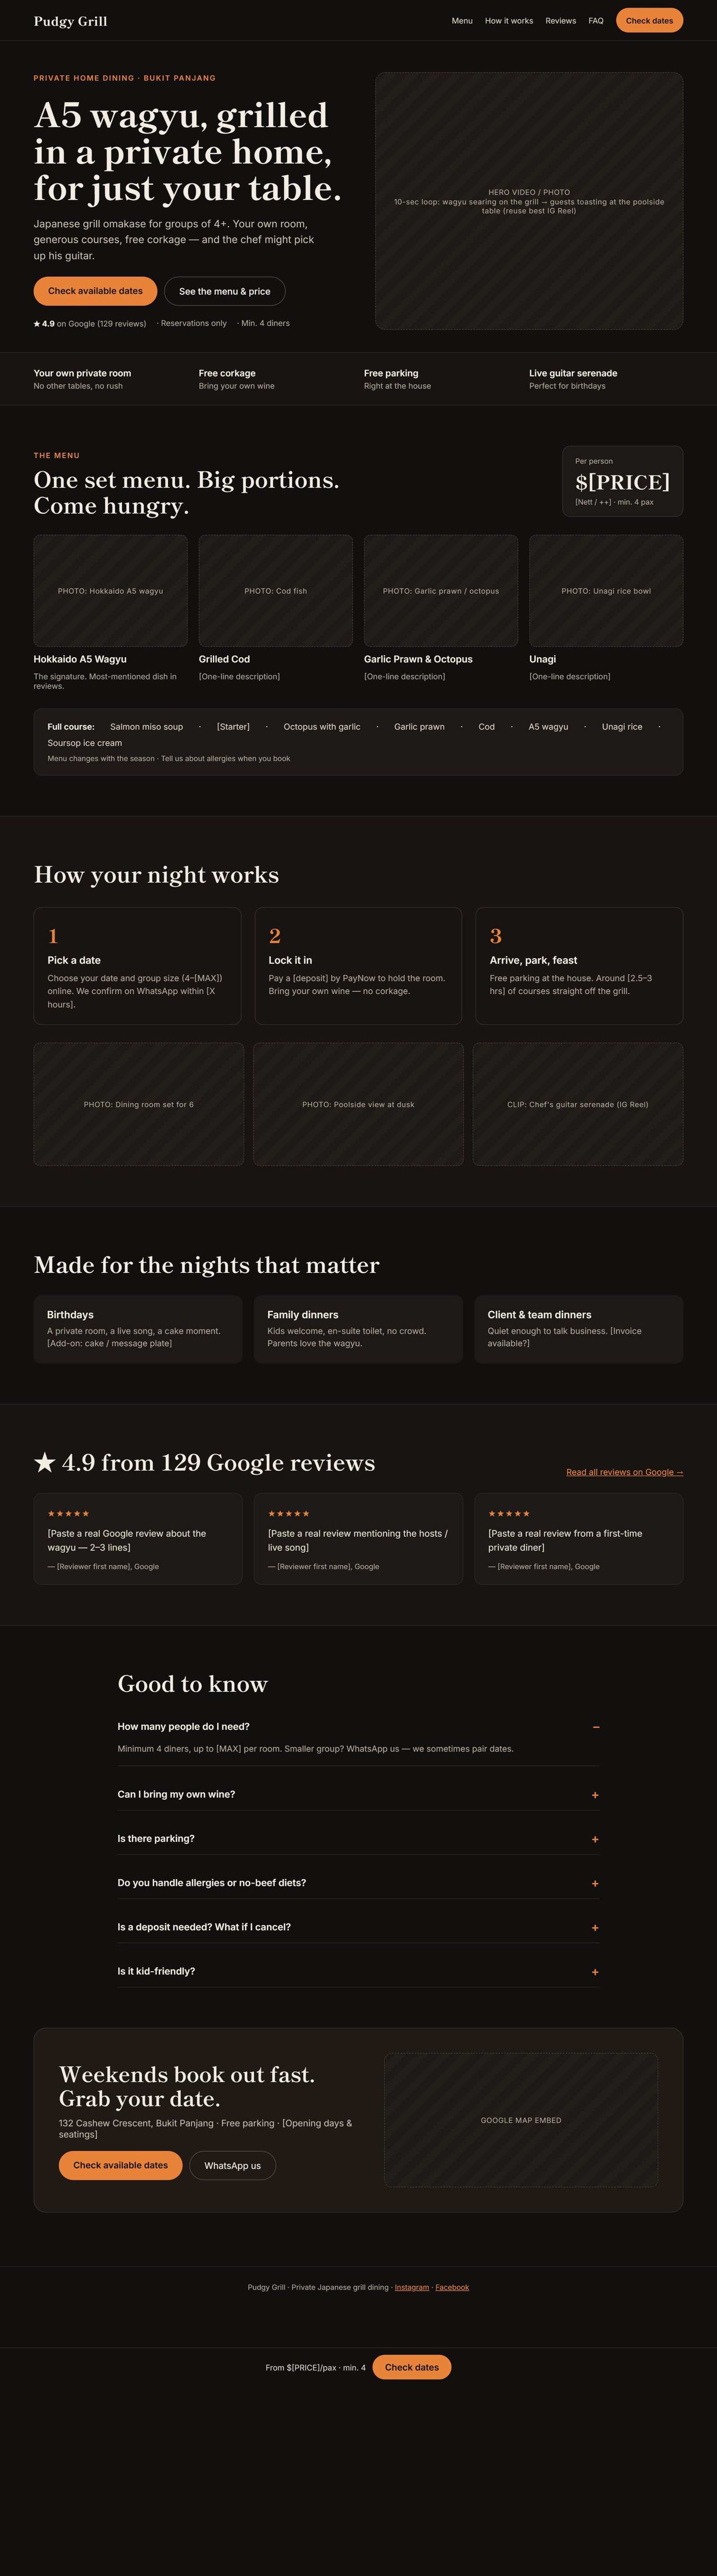 Pudgy Grill
Menu
How it works
Reviews
FAQ
Check dates
PRIVATE HOME DINING · BUKIT PANJANG
A5 wagyu, grilled
in a private home,
for just your table.
Japanese grill omakase for groups of 4+. Your own room,
generous courses, free corkage — and the chef might pick
up his guitar.
Check available dates
See the menu & price
★ 4.9 on Google (129 reviews) · Reservations only · Min. 4 diners
HERO VIDEO / PHOTO
10-sec loop: wagyu searing on the grill → guests toasting at the poolside
table (reuse best IG Reel)
Your own private room
No other tables, no rush
Free corkage
Bring your own wine
Free parking
Right at the house
Live guitar serenade
Perfect for birthdays
THE MENU
One set menu. Big portions.
Come hungry.
Per person
$[PRICE]
[Nett / ++] · min. 4 pax
PHOTO: Hokkaido A5 wagyu
Hokkaido A5 Wagyu
The signature. Most-mentioned dish in
reviews.
PHOTO: Cod fish
Grilled Cod
[One-line description]
PHOTO: Garlic prawn / octopus
Garlic Prawn & Octopus
[One-line description]
PHOTO: Unagi rice bowl
Unagi
[One-line description]
Full course: Salmon miso soup · [Starter] · Octopus with garlic · Garlic prawn · Cod · A5 wagyu · Unagi rice ·
Soursop ice cream
Menu changes with the season · Tell us about allergies when you book
How your night works
1
Pick a date
Choose your date and group size (4–[MAX])
online. We confirm on WhatsApp within [X
hours].
2
Lock it in
Pay a [deposit] by PayNow to hold the room.
Bring your own wine — no corkage.
3
Arrive, park, feast
Free parking at the house. Around [2.5–3
hrs] of courses straight off the grill.
PHOTO: Dining room set for 6
PHOTO: Poolside view at dusk
CLIP: Chef's guitar serenade (IG Reel)
Made for the nights that matter
Birthdays
A private room, a live song, a cake moment.
[Add-on: cake / message plate]
Family dinners
Kids welcome, en-suite toilet, no crowd.
Parents love the wagyu.
Client & team dinners
Quiet enough to talk business. [Invoice
available?]
★ 4.9 from 129 Google reviews
Read all reviews on Google →
★★★★★
[Paste a real Google review about the
wagyu — 2–3 lines]
— [Reviewer first name], Google
★★★★★
[Paste a real review mentioning the hosts /
live song]
— [Reviewer first name], Google
★★★★★
[Paste a real review from a first-time
private diner]
— [Reviewer first name], Google
Good to know
How many people do I need? –
Minimum 4 diners, up to [MAX] per room. Smaller group? WhatsApp us — we sometimes pair dates.
Can I bring my own wine? +
Is there parking? +
Do you handle allergies or no-beef diets? +
Is a deposit needed? What if I cancel? +
Is it kid-friendly? +
Weekends book out fast.
Grab your date.
132 Cashew Crescent, Bukit Panjang · Free parking · [Opening days &
seatings]
Check available dates
WhatsApp us
GOOGLE MAP EMBED
Pudgy Grill · Private Japanese grill dining · Instagram · Facebook
From $[PRICE]/pax · min. 4
Check dates